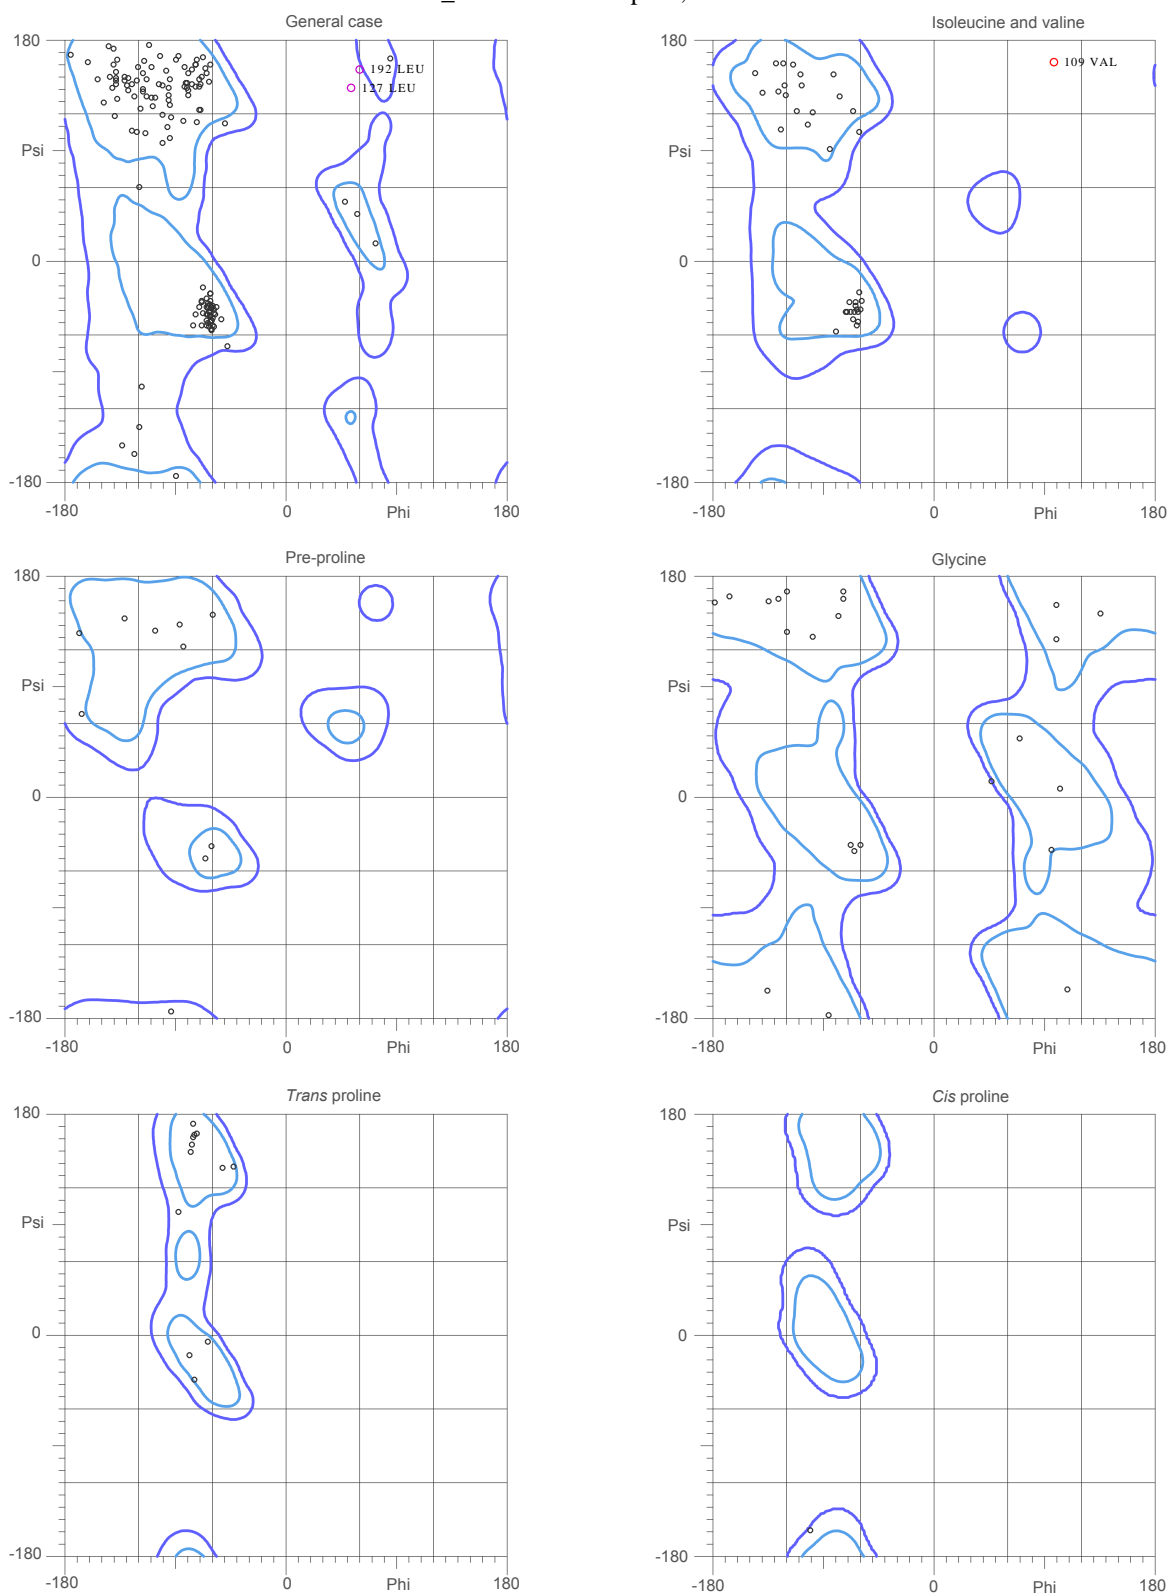 General case
180
Psi
0
-180
-180
0
Phi
180
192 LEU
127 LEU
Isoleucine and valine
180
Psi
0
-180
-180
0
Phi
180
109 VAL
Pre-proline
180
Psi
0
-180
-180
0
Phi
180
Glycine
180
Psi
0
-180
-180
0
Phi
180
Trans proline
180
Psi
0
-180
-180
0
Phi
180
Cis proline
180
Psi
0
-180
-180
0
Phi
180